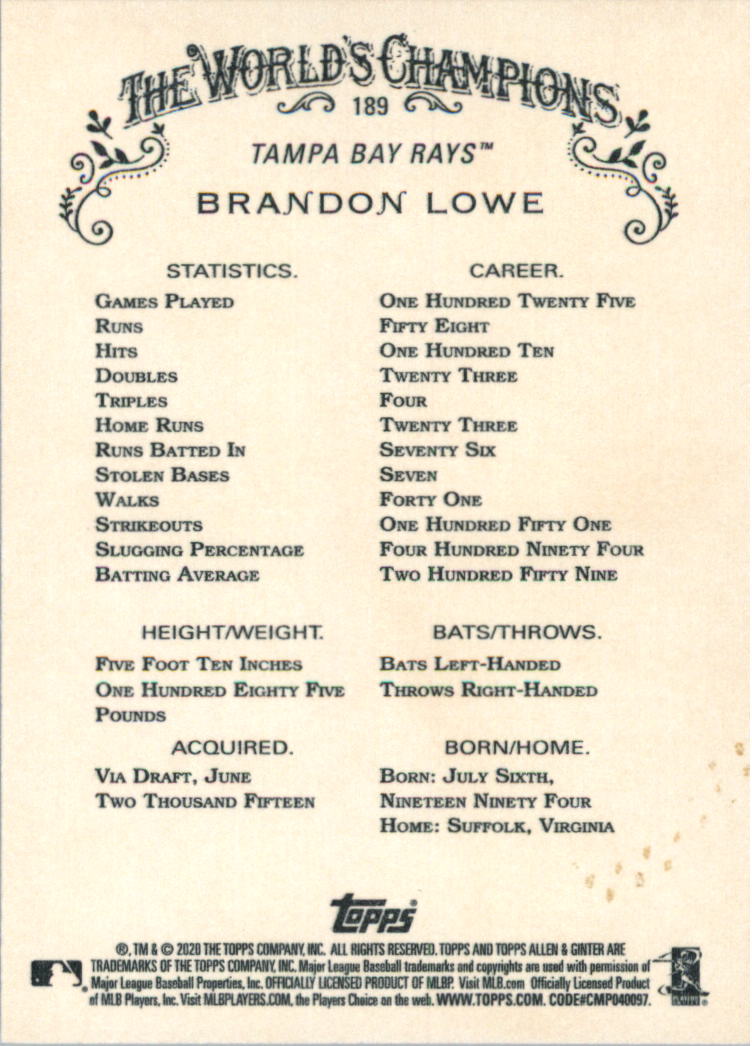 THE WORLD'S CHAMPIONS
189
TAMPA BAY RAYS™
BRANDON LOWE
STATISTICS. CAREER.
GAMES PLAYED ONE HUNDRED TWENTY FIVE
RUNS FIFTY EIGHT
HITS ONE HUNDRED TEN
DOUBLES TWENTY THREE
TRIPLES FOUR
HOME RUNS TWENTY THREE
RUNS BATTED IN SEVENTY SIX
STOLEN BASES SEVEN
WALKS FORTY ONE
STRIKEOUTS ONE HUNDRED FIFTY ONE
SLUGGING PERCENTAGE FOUR HUNDRED NINETY FOUR
BATTING AVERAGE TWO HUNDRED FIFTY NINE
HEIGHT/WEIGHT.
FIVE FOOT TEN INCHES
ONE HUNDRED EIGHTY FIVE
POUNDS
BATS/THROWS.
BATS LEFT-HANDED
THROWS RIGHT-HANDED
ACQUIRED.
VIA DRAFT, JUNE
TWO THOUSAND FIFTEEN
BORN/HOME.
BORN: JULY SIXTH,
NINETEEN NINETY FOUR
HOME: SUFFOLK, VIRGINIA
Topps®
®, TM & © 2020 THE TOPPS COMPANY, INC. ALL RIGHTS RESERVED. TOPPS AND TOPPS ALLEN & GINTER ARE
TRADEMARKS OF THE TOPPS COMPANY, INC. Major League Baseball trademarks and copyrights are used with permission of
Major League Baseball Properties, Inc. OFFICIALLY LICENSED PRODUCT OF MLBP. Visit MLB.com Officially Licensed Product
of MLB Players, Inc. Visit MLBPLAYERS.COM, the Players Choice on the web. WWW.TOPPS.COM. CODE#CMP040097.